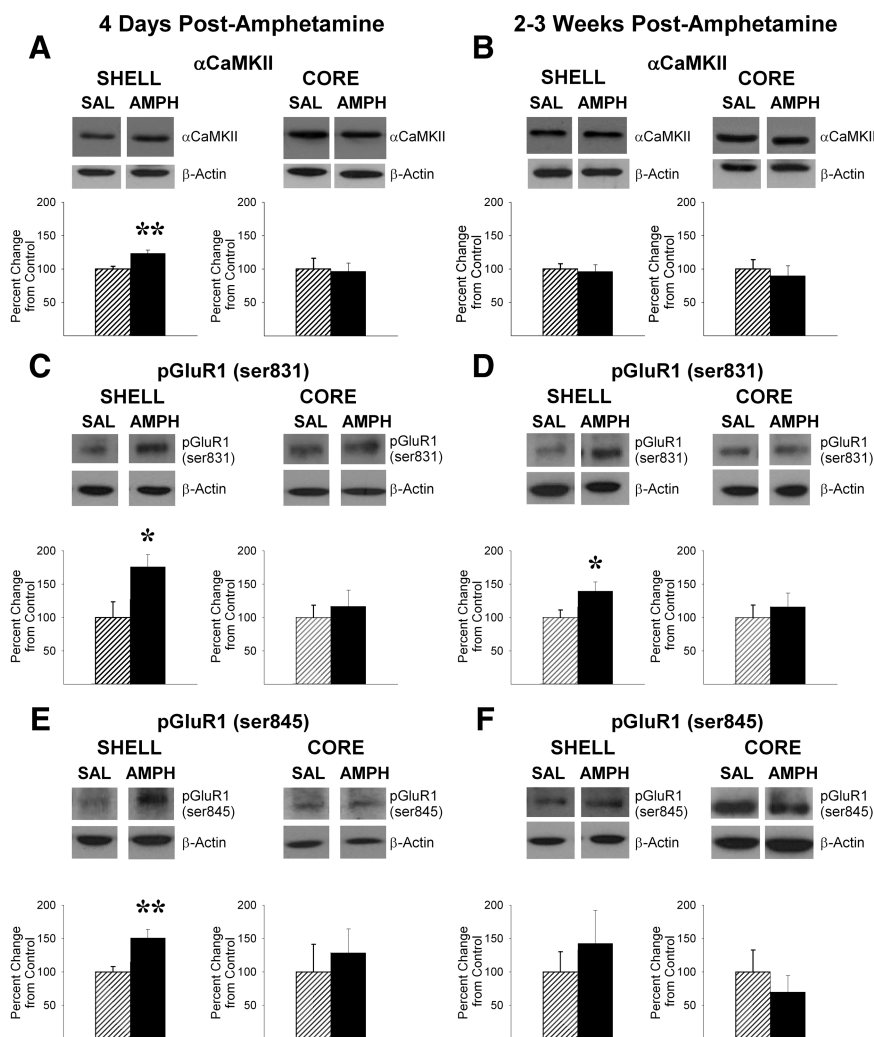 4 Days Post-Amphetamine
2-3 Weeks Post-Amphetamine
A
αCaMKII
SHELL
CORE
SAL AMPH
SAL AMPH
αCaMKII
αCaMKII
β-Actin
β-Actin
Percent Change
from Control
200
150
100
50
**
Percent Change
from Control
200
150
100
50
B
αCaMKII
SHELL
CORE
SAL AMPH
SAL AMPH
αCaMKII
αCaMKII
β-Actin
β-Actin
Percent Change
from Control
200
150
100
50
Percent Change
from Control
200
150
100
50
C
pGluR1 (ser831)
SHELL
CORE
SAL AMPH
SAL AMPH
pGluR1
(ser831)
pGluR1
(ser831)
β-Actin
β-Actin
Percent Change
from Control
200
150
100
50
*
Percent Change
from Control
200
150
100
50
D
pGluR1 (ser831)
SHELL
CORE
SAL AMPH
SAL AMPH
pGluR1
(ser831)
pGluR1
(ser831)
β-Actin
β-Actin
Percent Change
from Control
200
150
100
50
*
Percent Change
from Control
200
150
100
50
E
pGluR1 (ser845)
SHELL
CORE
SAL AMPH
SAL AMPH
pGluR1
(ser845)
pGluR1
(ser845)
β-Actin
β-Actin
Percent Change
from Control
200
150
100
50
**
Percent Change
from Control
200
150
100
50
F
pGluR1 (ser845)
SHELL
CORE
SAL AMPH
SAL AMPH
pGluR1
(ser845)
pGluR1
(ser845)
β-Actin
β-Actin
Percent Change
from Control
200
150
100
50
Percent Change
from Control
200
150
100
50